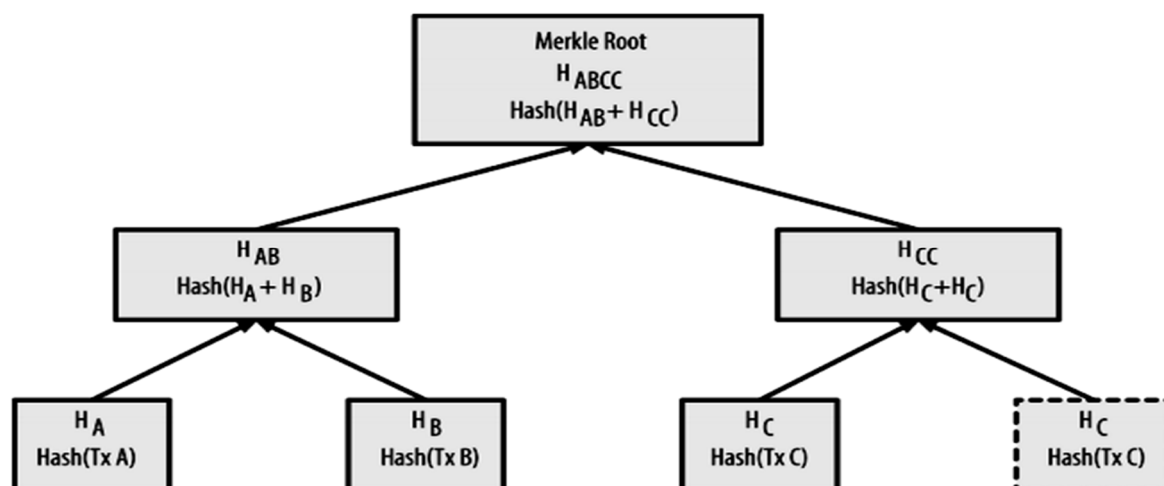 Merkle Root
H ABCC
Hash(H AB + H CC)
H AB
Hash(H A + H B)
H CC
Hash(H C+H C)
H A
Hash(Tx A)
H B
Hash(Tx B)
H C
Hash(Tx C)
H C
Hash(Tx C)